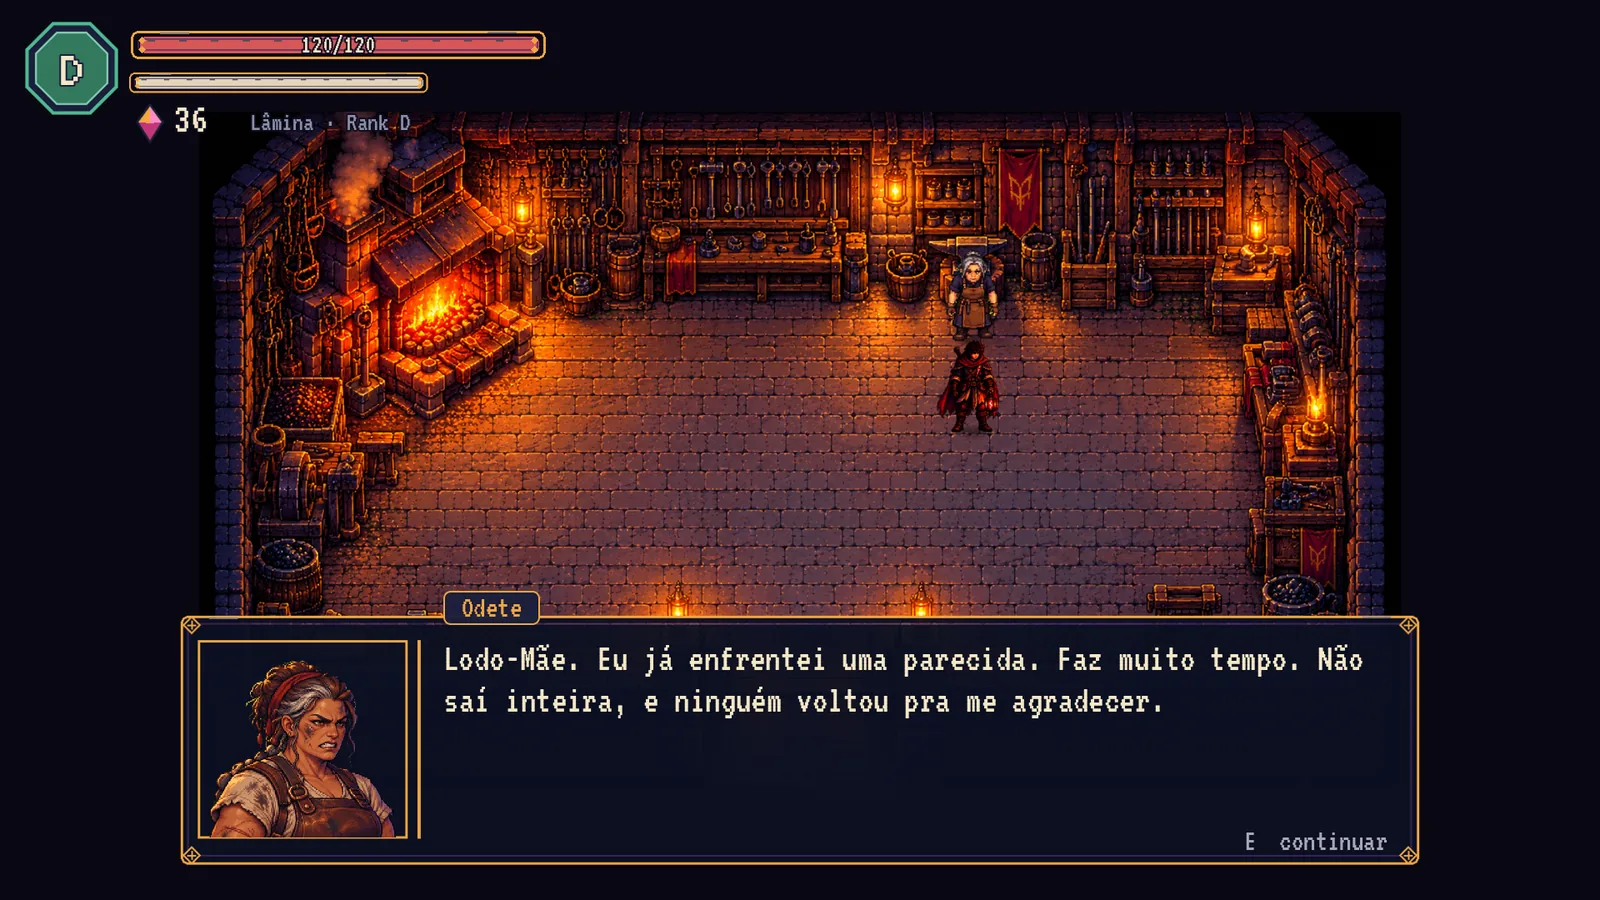 D
120/120
36
Lâmina · Rank D
Odete
Lodo-Mãe. Eu já enfrentei uma parecida. Faz muito tempo. Não
saí inteira, e ninguém voltou pra me agradecer.
E continuar